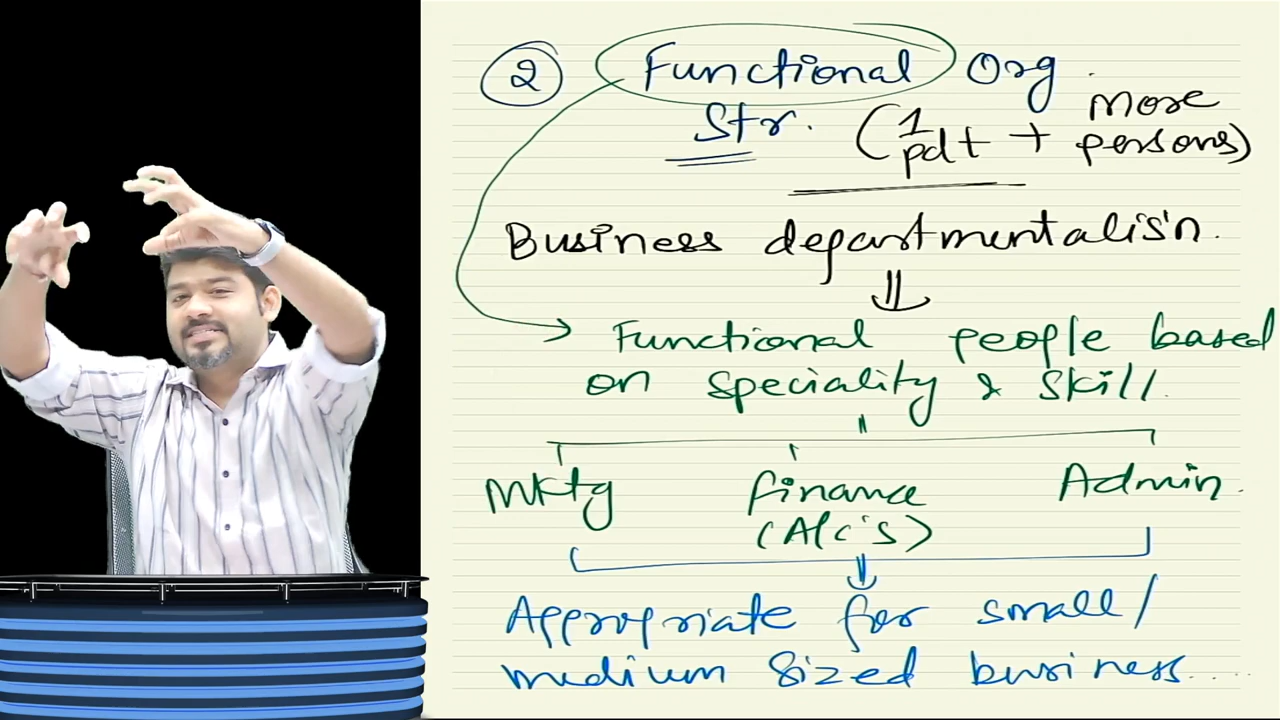 ② Functional Org.
Str. (1 pdt + more persons)
Business departmentalis'n.
Functional people based
on speciality & skill.
Mktg finance Admin.
(A/c's)
Appropriate for small/
medium sized business.....